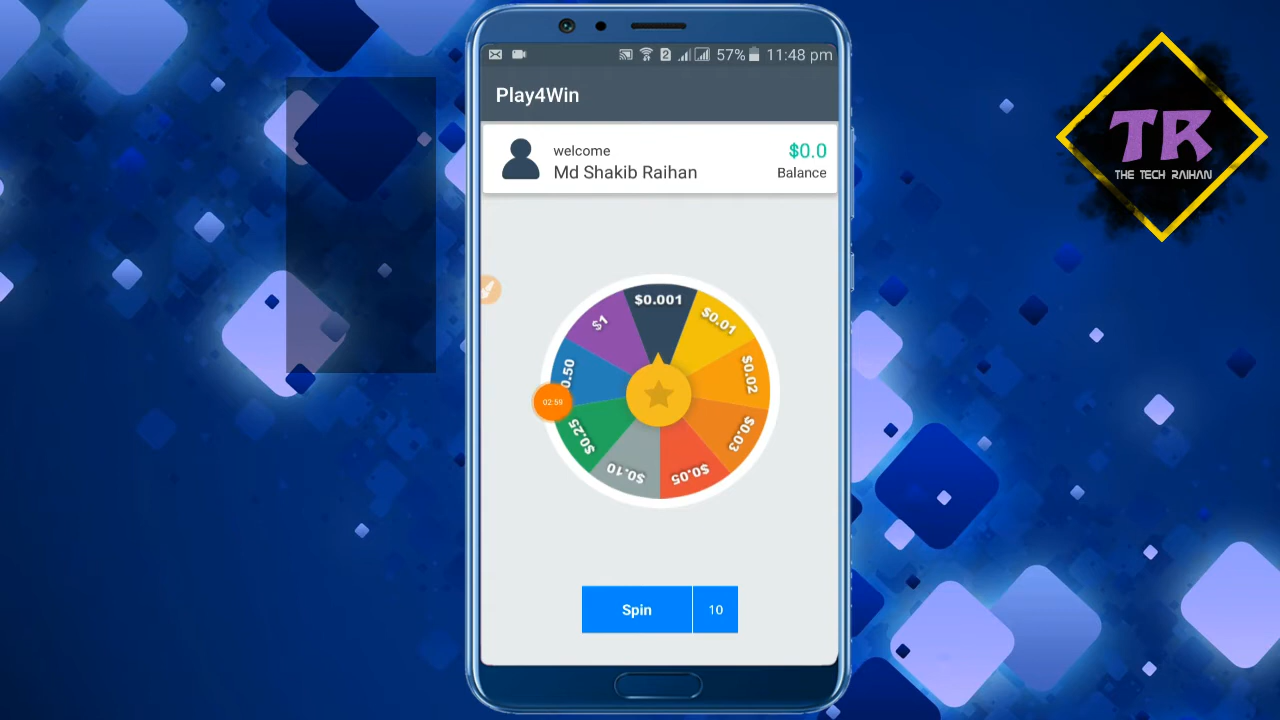 57% 11:48 pm
Play4Win
welcome
Md Shakib Raihan
$0.0
Balance
TR
THE TECH RAIHAN
$0.001
$0.01
$0.02
$0.03
$0.05
$0.10
$0.25
0.50
$1
02:59
Spin 10